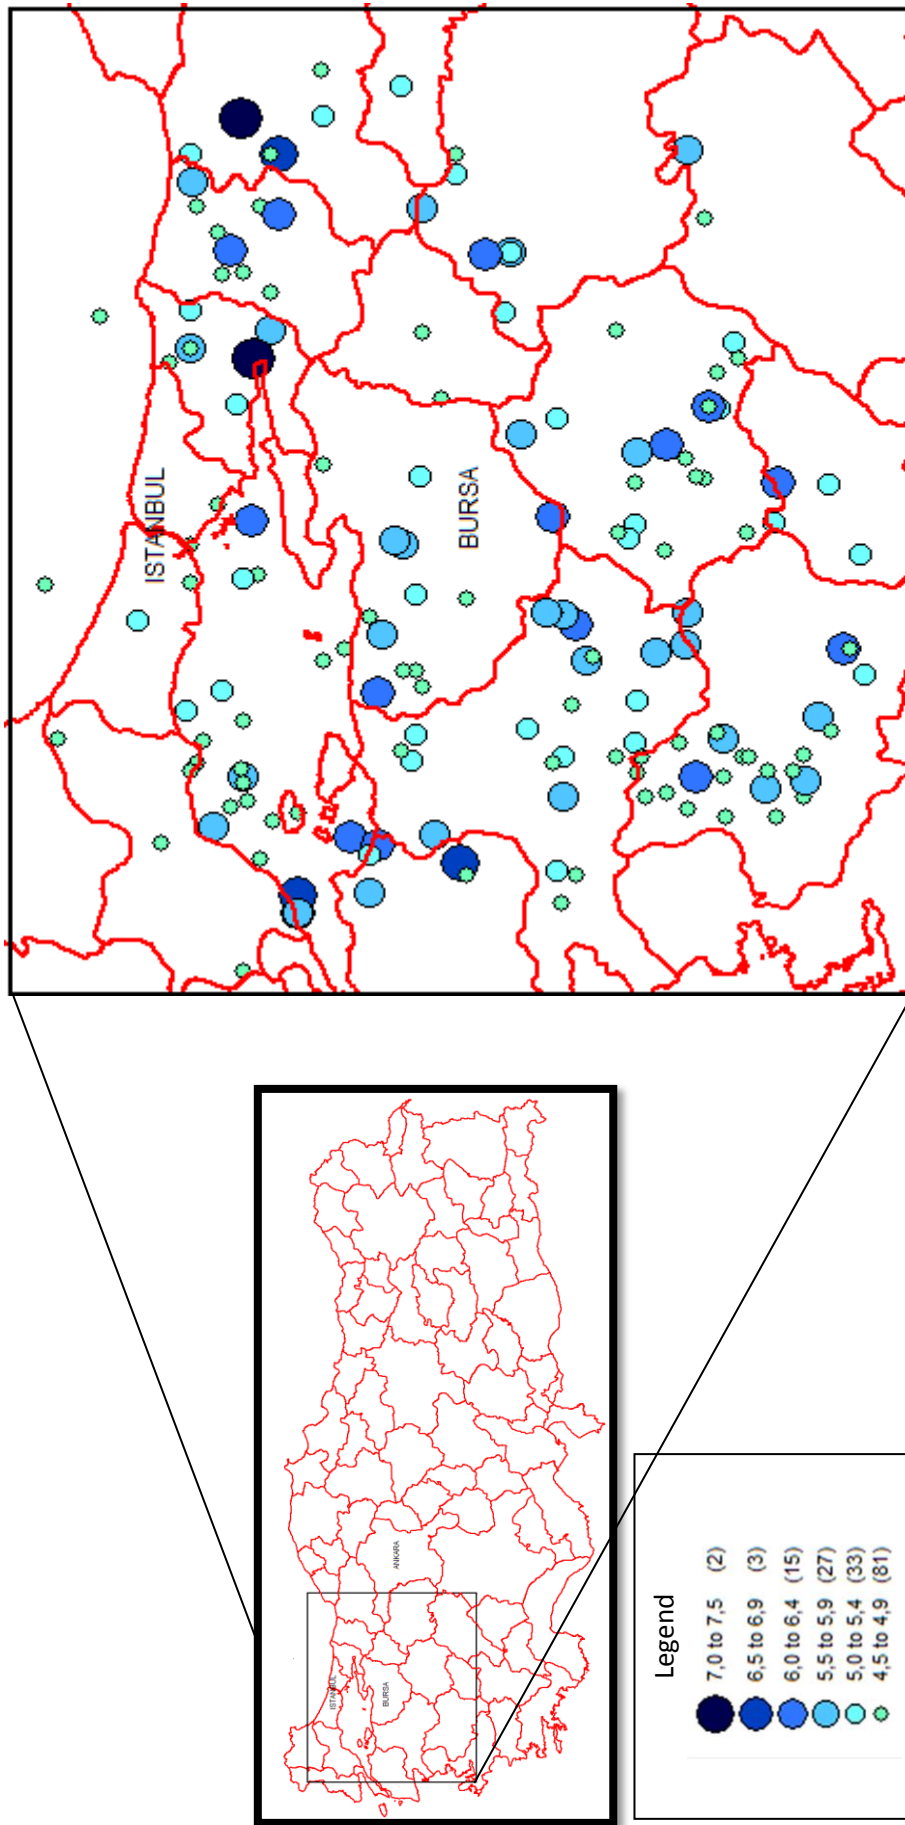 ISTANBUL
BURSA
ISTANBUL
BURSA
ANKARA
Legend
7,0 to 7,5 (2)
6,5 to 6,9 (3)
6,0 to 6,4 (15)
5,5 to 5,9 (27)
5,0 to 5,4 (33)
4,5 to 4,9 (81)